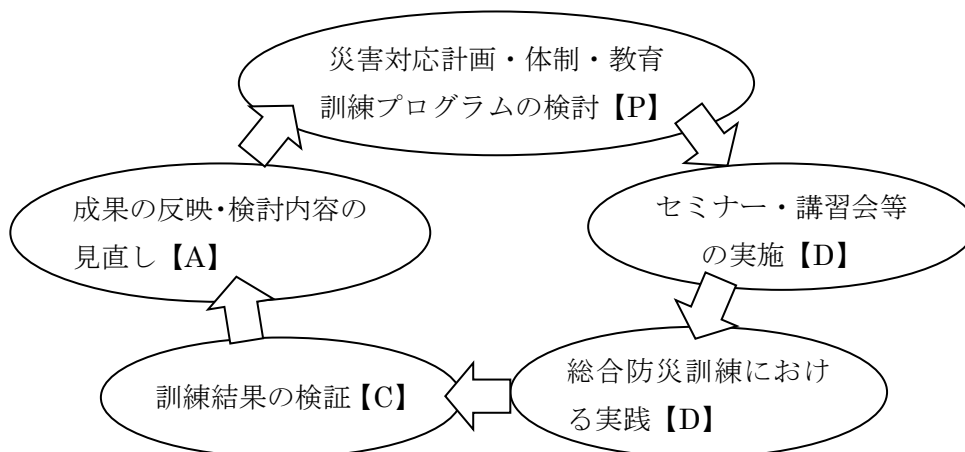 災害対応計画・体制・教育
訓練プログラムの検討【P】
セミナー・講習会等
の実施【D】
総合防災訓練におけ
る実践【D】
訓練結果の検証【C】
成果の反映・検討内容の
見直し【A】